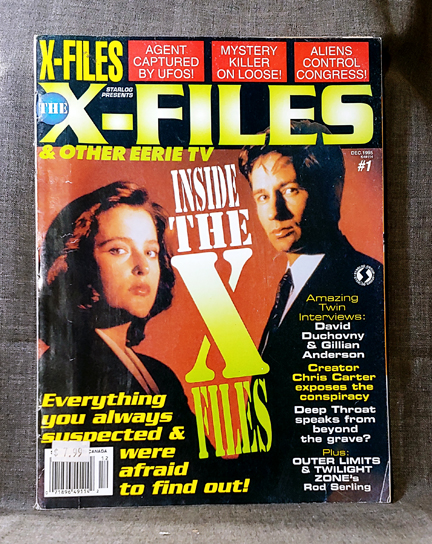 X-FILES
AGENT
CAPTURED
BY UFOS!
MYSTERY
KILLER
ON LOOSE!
ALIENS
CONTROL
CONGRESS!
STARLOG
PRESENTS
THE
X-FILES
& OTHER EERIE TV
DEC. 1995
#1
INSIDE
THE
X
FILES
Amazing
Twin
Interviews:
David
Duchovny
& Gillian
Anderson
Creator
Chris Carter
exposes the
conspiracy
Deep Throat
speaks from
beyond
the grave?
Plus:
OUTER LIMITS
& TWILIGHT
ZONE's
Rod Serling
Everything
you always
suspected &
were
afraid
to find out!
7.99
CANADA
12